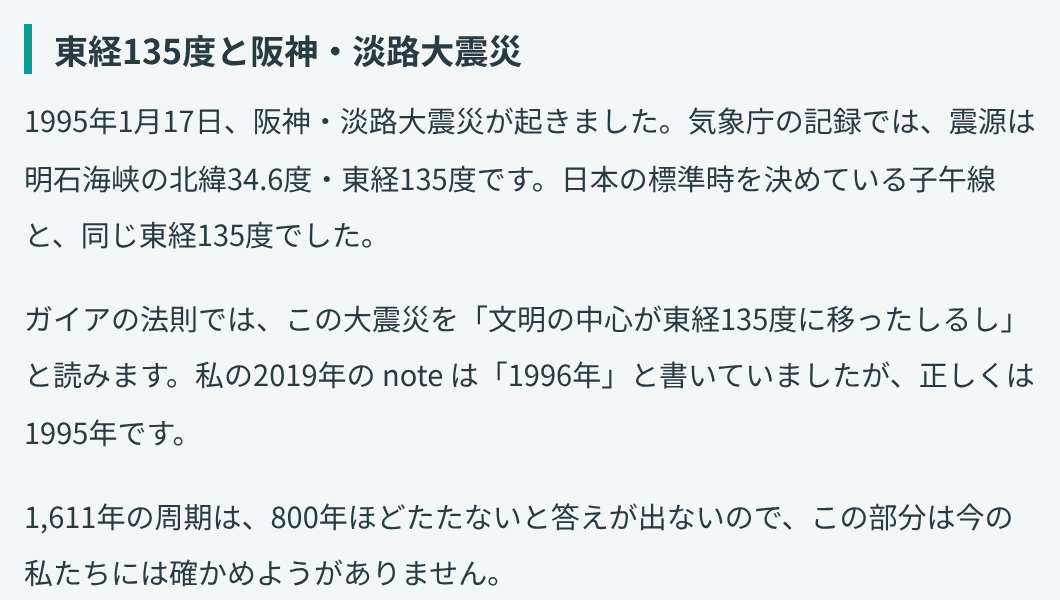 東経135度と阪神・淡路大震災
1995年1月17日、阪神・淡路大震災が起きました。気象庁の記録では、震源は
明石海峡の北緯34.6度・東経135度です。日本の標準時を決めている子午線
と、同じ東経135度でした。
ガイアの法則では、この大震災を「文明の中心が東経135度に移ったしるし」
と読みます。私の2019年の note は「1996年」と書いていましたが、正しくは
1995年です。
1,611年の周期は、800年ほどたたないと答えが出ないので、この部分は今の
私たちには確かめようがありません。